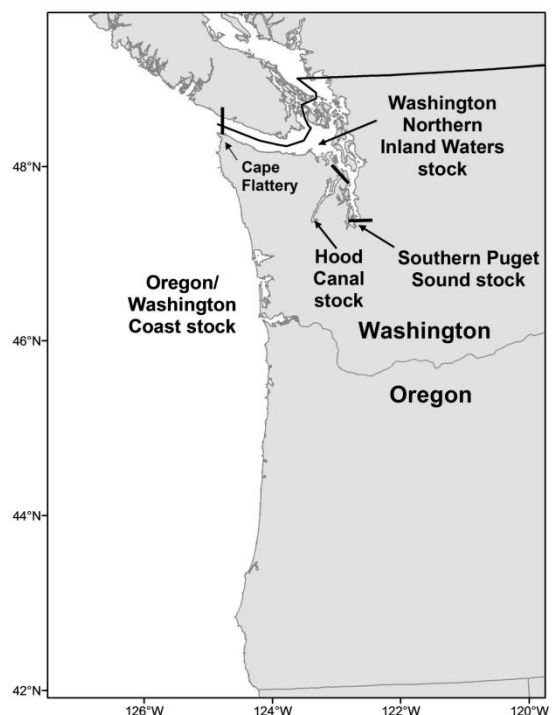 Washington
Northern
Inland Waters
stock
48°N
Cape
Flattery
Hood
Canal
stock
Southern Puget
Sound stock
Oregon/
Washington
Coast stock
Washington
46°N
Oregon
44°N
42°N
126°W
124°W
122°W
120°W